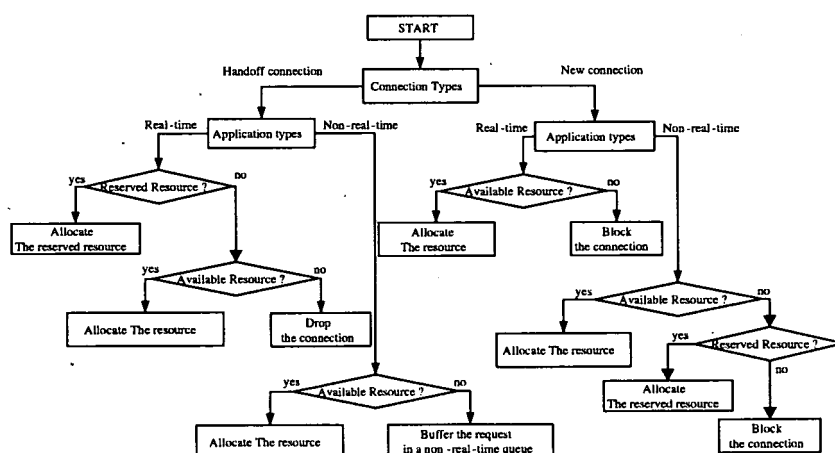 START
Handoff connection
New connection
Connection Types
Real-time
Application types
Non-real-time
Real-time
Application types
Non-real-time
yes
Reserved Resource ?
no
yes
Available Resource ?
no
Allocate
The reserved resource
Allocate
The resource
Block
the connection
yes
Available Resource ?
no
yes
Available Resource ?
no
Allocate The resource
Drop
the connection
Allocate The resource
yes
Reserved Resource ?
no
yes
Available Resource ?
no
Allocate
The reserved resource
Allocate The resource
Buffer the request
in a non-real-time queue
Block
the connection